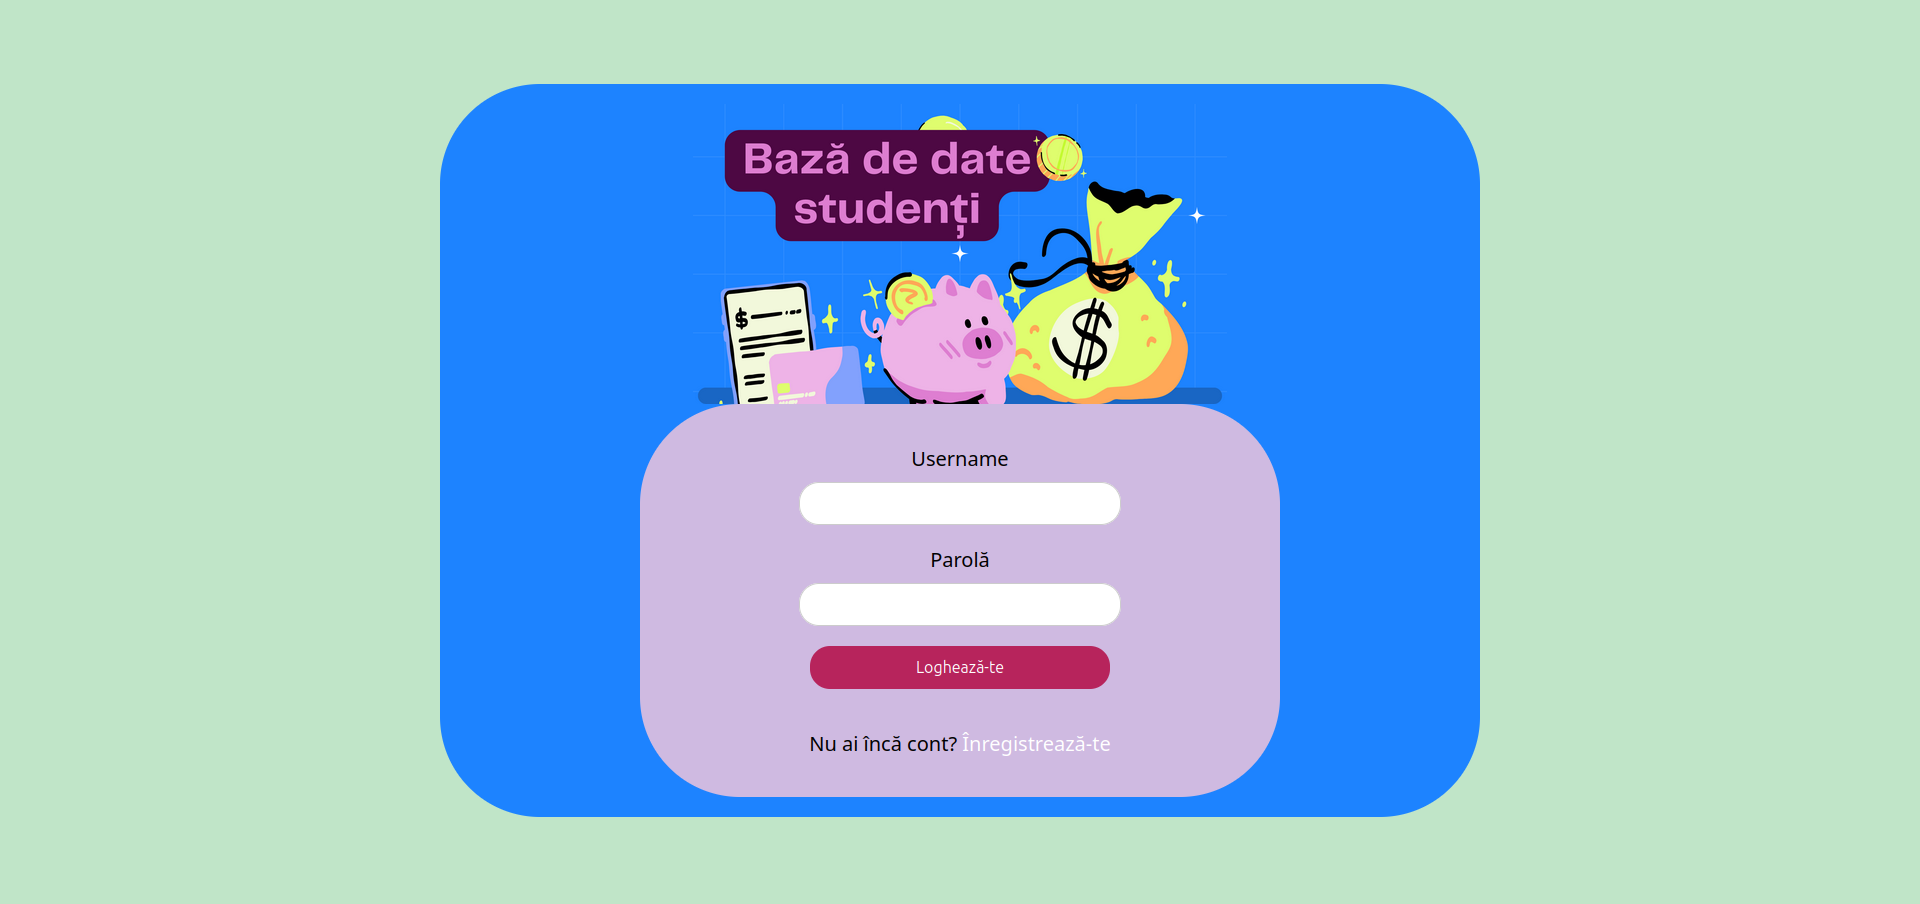 Bază de date
studenți
$
$
Username
Parolă
Loghează-te
Nu ai încă cont? Înregistrează-te